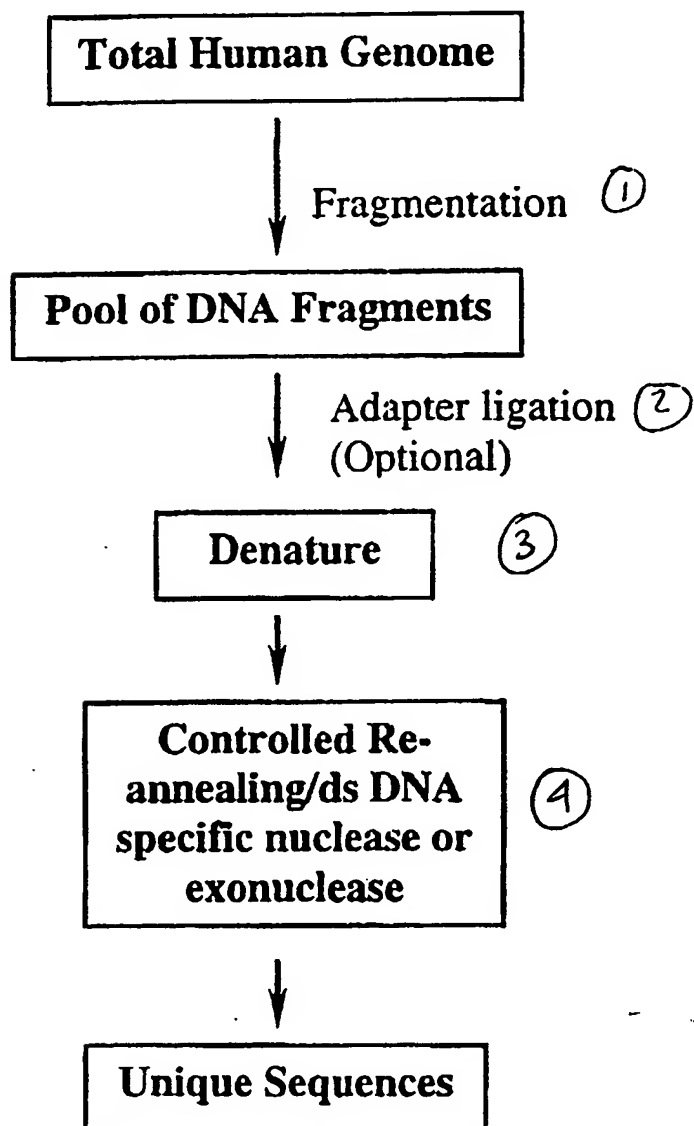 Total Human Genome
Fragmentation ①
Pool of DNA Fragments
Adapter ligation ②
(Optional)
Denature ③
Controlled Re-
annealing/ds DNA
specific nuclease or
exonuclease
④
Unique Sequences